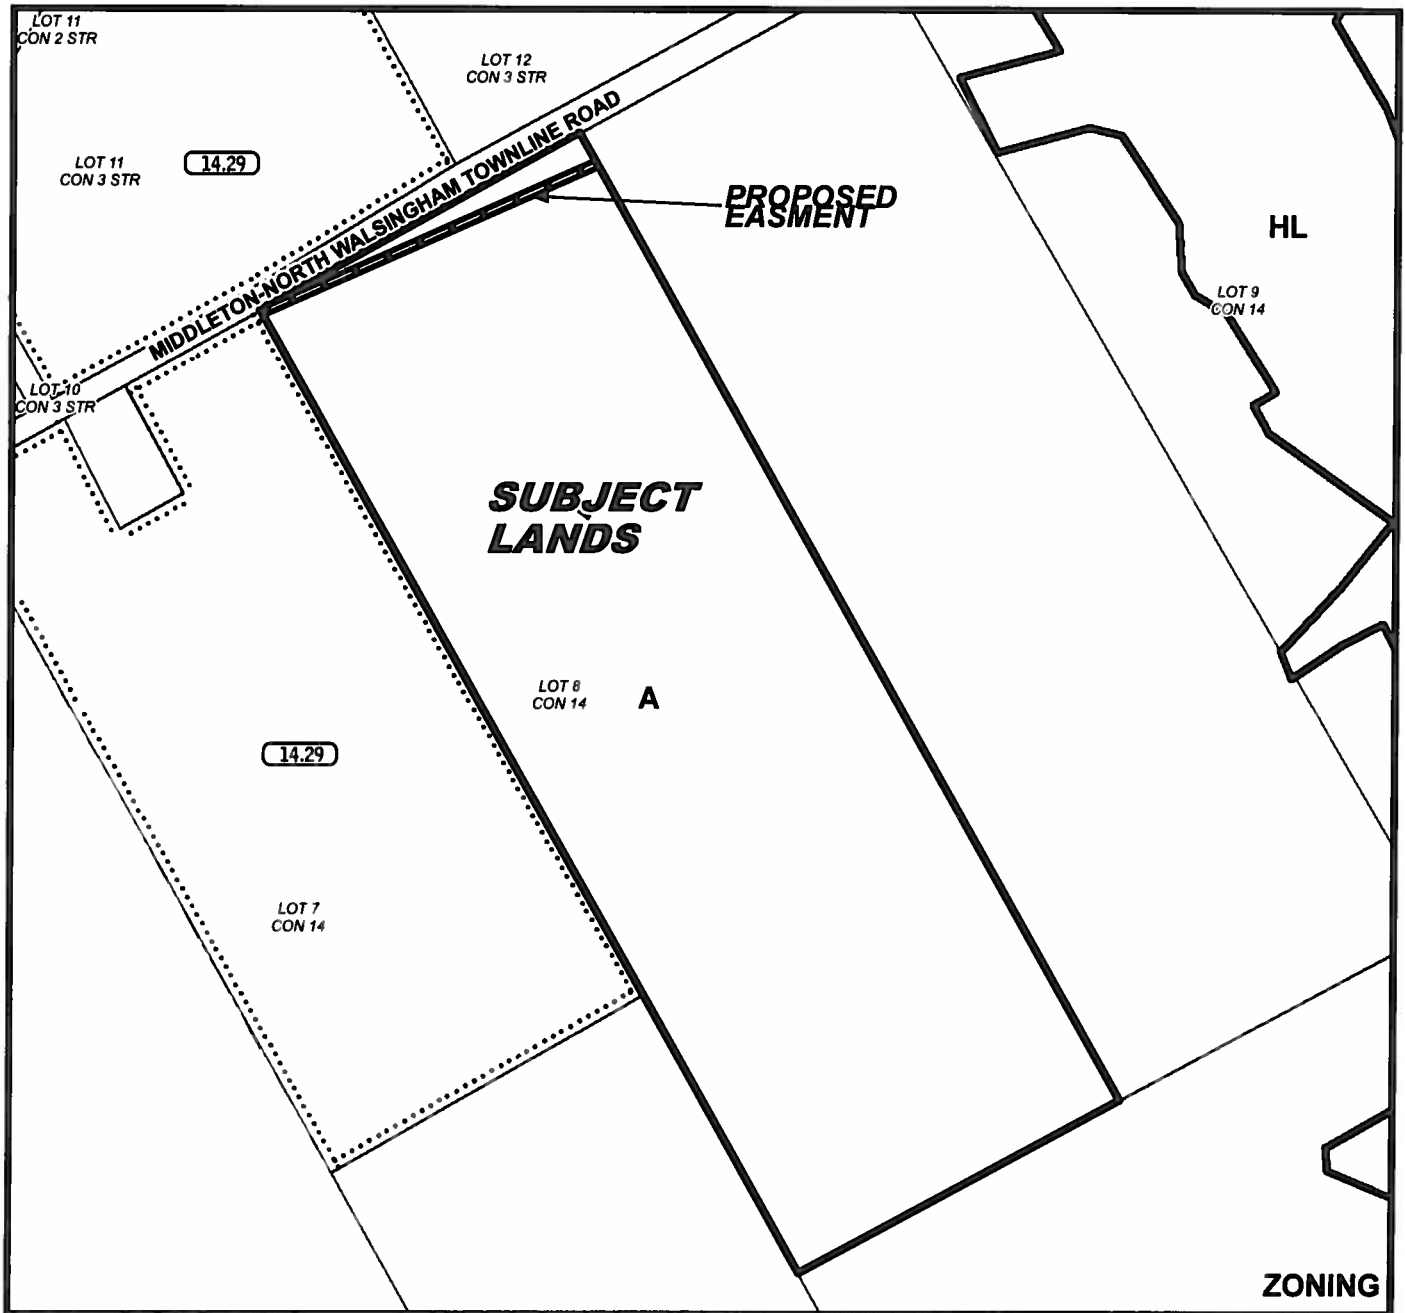 LOT 11
CON 2 STR
LOT 12
CON 3 STR
LOT 11
CON 3 STR
14.29
MIDDLETON-NORTH WALSINGHAM TOWNLINE ROAD
PROPOSED
EASMENT
HL
LOT 9
CON 14
LOT 10
CON 3 STR
SUBJECT
LANDS
LOT 8
CON 14
A
14.29
LOT 7
CON 14
ZONING